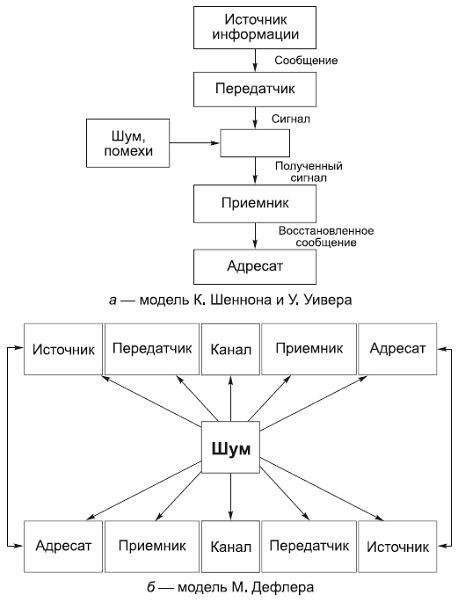 Источник
информации
Сообщение
Передатчик
Сигнал
Шум,
помехи
Полученный
сигнал
Приемник
Восстановленное
сообщение
Адресат
а — модель К. Шеннона и У. Уивера
Источник Передатчик Канал Приемник Адресат
Шум
Адресат Приемник Канал Передатчик Источник
б — модель М. Дефлера